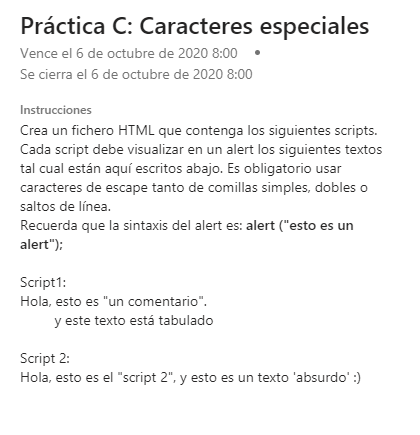 Práctica C: Caracteres especiales
Vence el 6 de octubre de 2020 8:00 •
Se cierra el 6 de octubre de 2020 8:00
Instrucciones
Crea un fichero HTML que contenga los siguientes scripts.
Cada script debe visualizar en un alert los siguientes textos
tal cual están aquí escritos abajo. Es obligatorio usar
caracteres de escape tanto de comillas simples, dobles o
saltos de línea.
Recuerda que la sintaxis del alert es: alert ("esto es un
alert");
Script1:
Hola, esto es "un comentario".
y este texto está tabulado
Script 2:
Hola, esto es el "script 2", y esto es un texto 'absurdo' :)